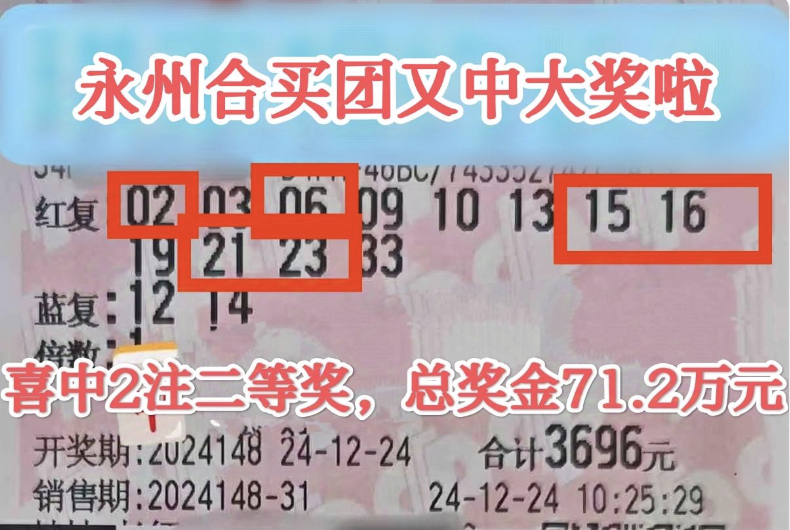 永州合买团又中大奖啦
红复 02 03 06 09 10 13 15 16
19 21 23 33
蓝复:12 14
倍数:
喜中2注二等奖，总奖金71.2万元
开奖期:2024148 24-12-24 合计3696元
销售期:2024148-31 24-12-24 10:25:29